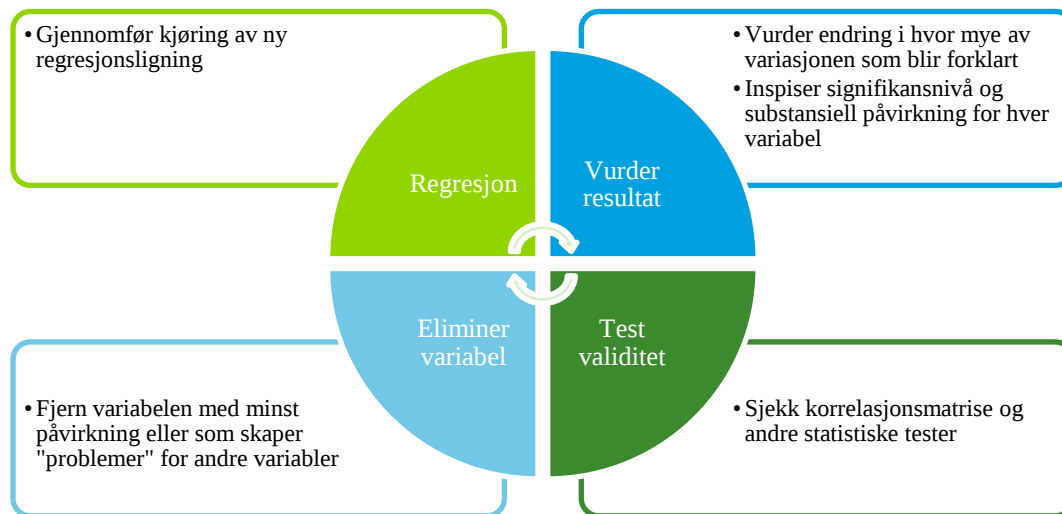 • Gjennomfør kjøring av ny
regresjonsligning
• Vurder endring i hvor mye av
variasjonen som blir forklart
• Inspiser signifikansnivå og
substansiell påvirkning for hver
variabel
Regresjon
Vurder
resultat
Eliminer
variabel
Test
validitet
• Fjern variabelen med minst
påvirkning eller som skaper
"problemer" for andre variabler
• Sjekk korrelasjonsmatrise og
andre statistiske tester